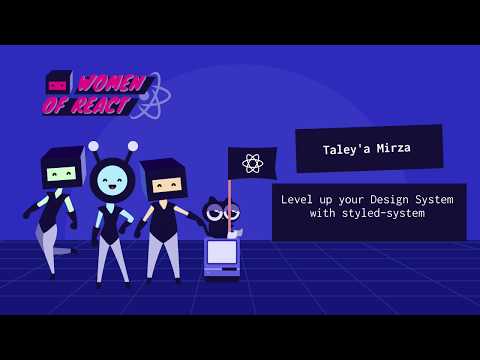 WOMEN
OF REACT
Taley'a Mirza
Level up your Design System
with styled-system